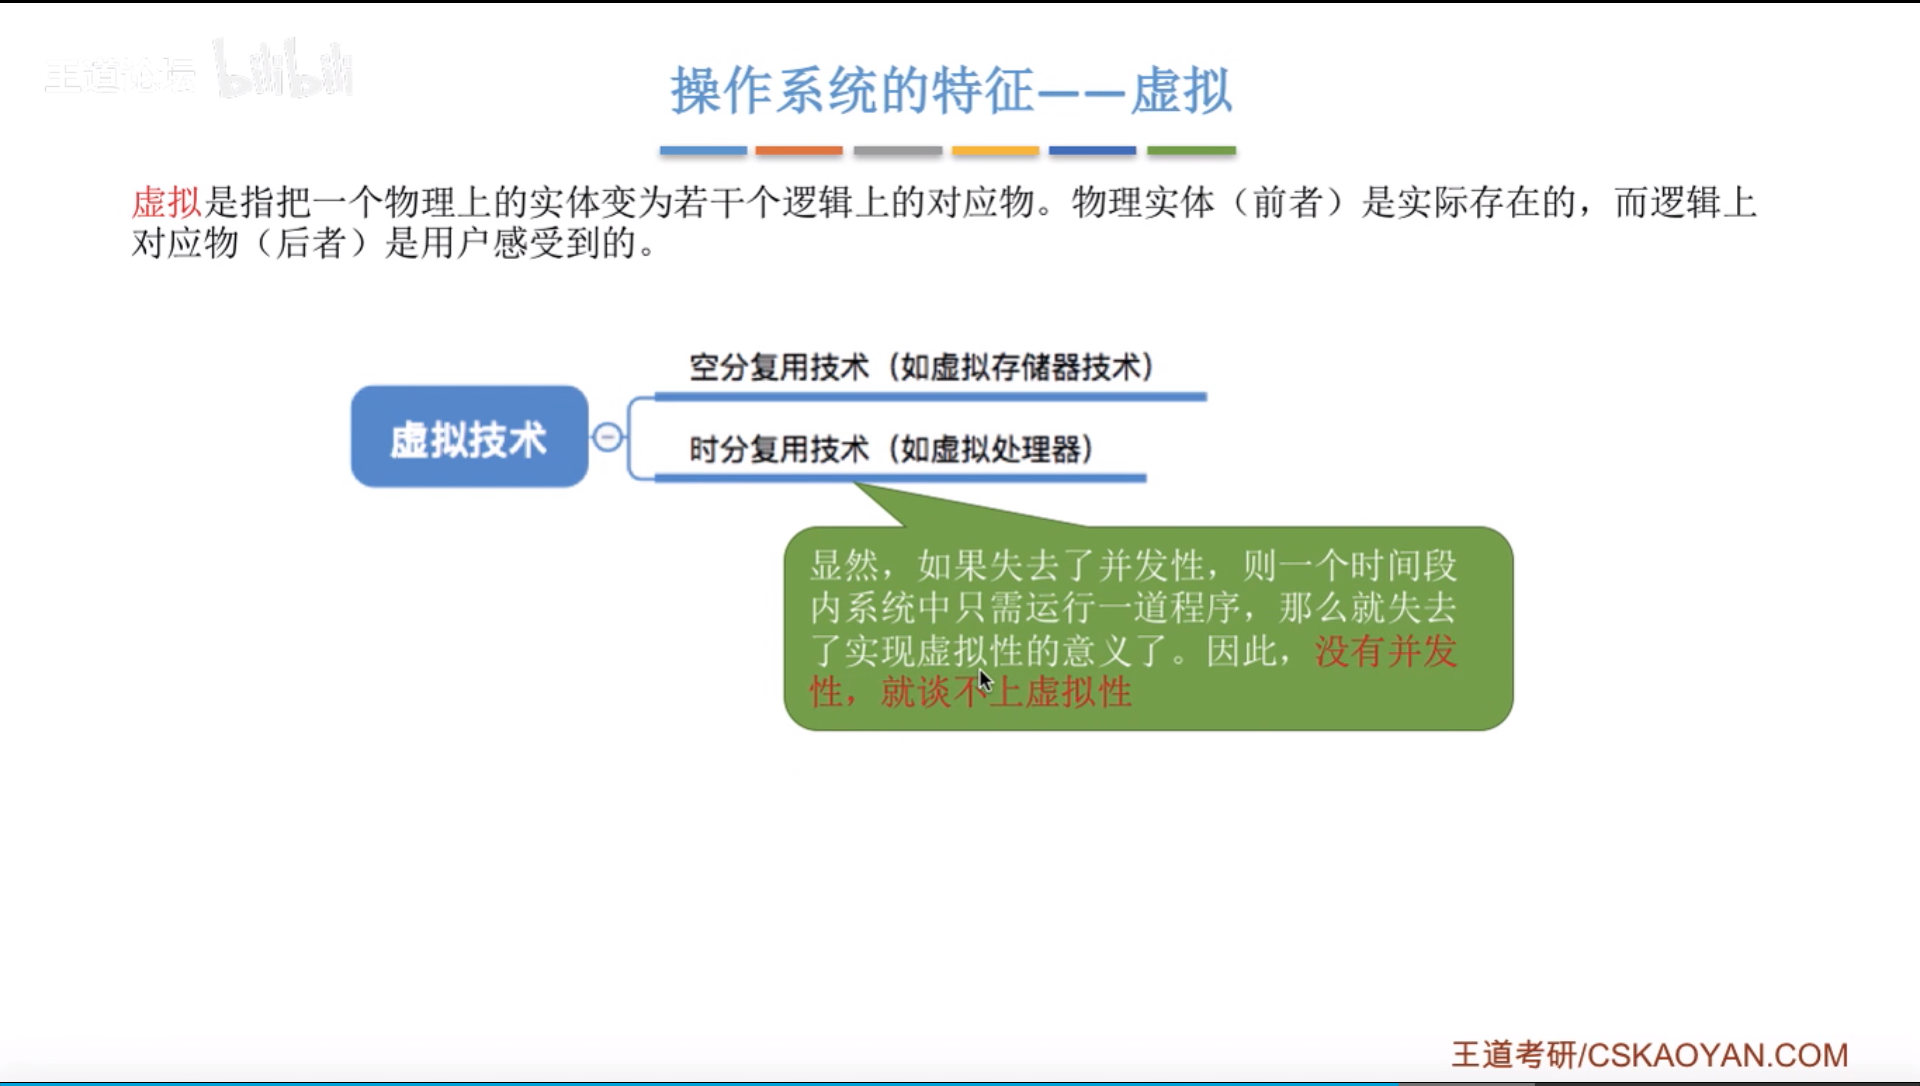 王道论坛 bilibili
操作系统的特征——虚拟
虚拟是指把一个物理上的实体变为若干个逻辑上的对应物。物理实体（前者）是实际存在的，而逻辑上
对应物（后者）是用户感受到的。
空分复用技术（如虚拟存储器技术）
虚拟技术
时分复用技术（如虚拟处理器）
显然，如果失去了并发性，则一个时间段
内系统中只需运行一道程序，那么就失去
了实现虚拟性的意义了。因此，没有并发
性，就谈不上虚拟性
王道考研/CSKAOYAN.COM